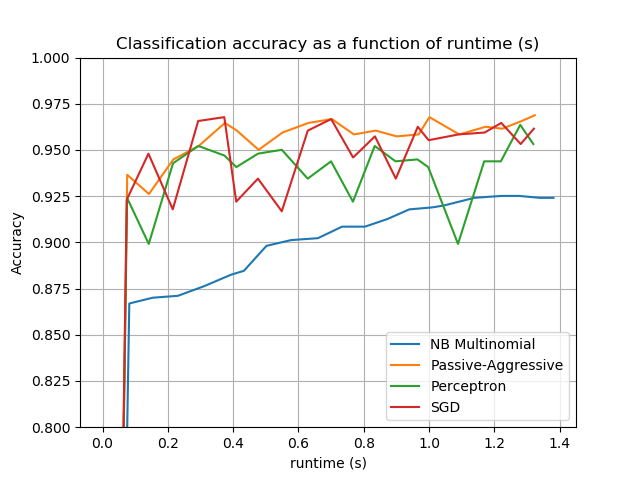 Classification accuracy as a function of runtime (s)
1.000
0.975
0.950
0.925
0.900
0.875
0.850
0.825
0.800
Accuracy
NB Multinomial
Passive-Aggressive
Perceptron
SGD
0.0 0.2 0.4 0.6 0.8 1.0 1.2 1.4
runtime (s)